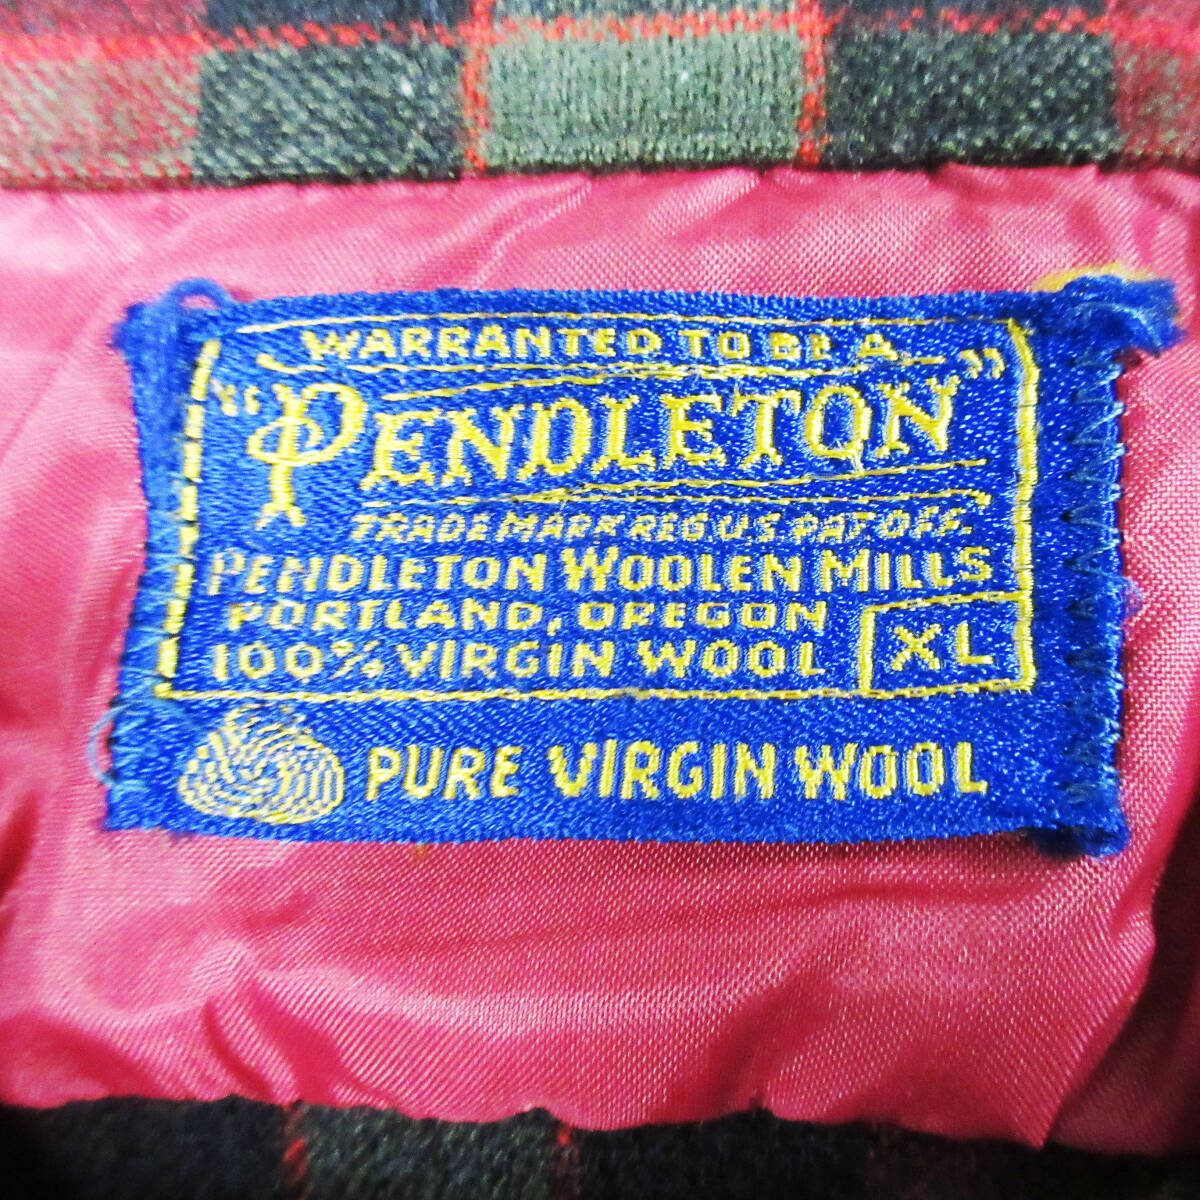 WARRANTED TO BE A
"PENDLETON"
TRADE MARK REG. U.S. PAT. OFF.
PENDLETON WOOLEN MILLS
PORTLAND, OREGON
100% VIRGIN WOOL
XL
PURE VIRGIN WOOL